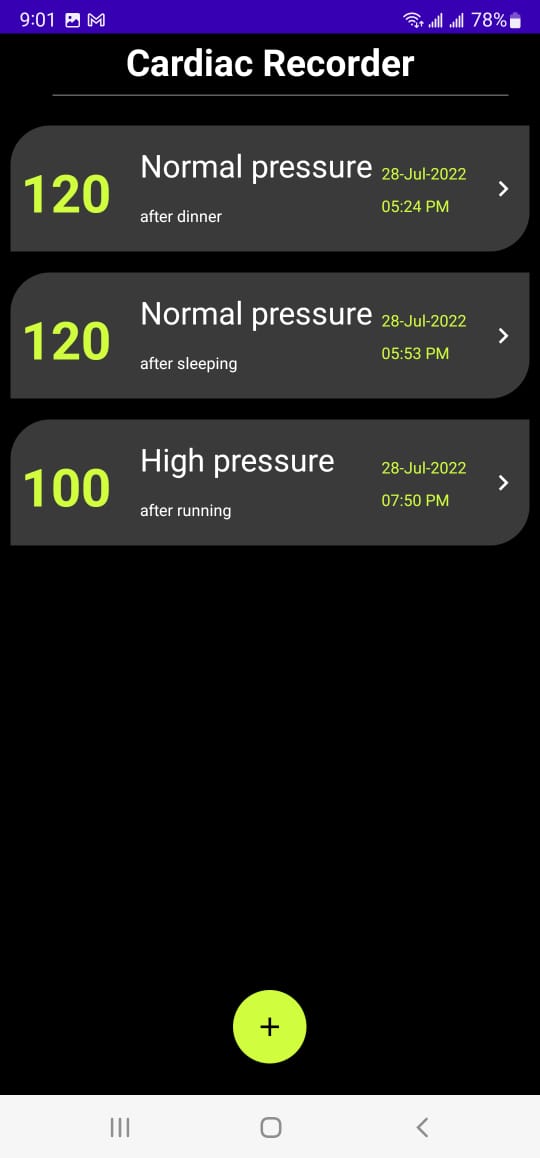 9:01 78%
Cardiac Recorder
120 Normal pressure 28-Jul-2022
after dinner 05:24 PM
120 Normal pressure 28-Jul-2022
after sleeping 05:53 PM
100 High pressure 28-Jul-2022
after running 07:50 PM
+